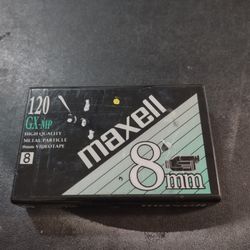 120
GX-MP
HIGH QUALITY
METAL PARTICLE
8mm VIDEOTAPE
8
maxell
8mm